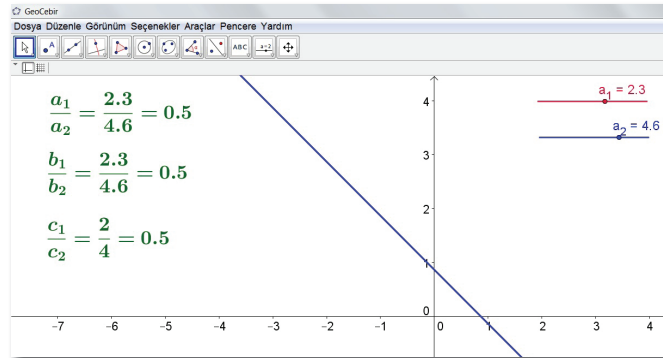 GeoCebir
Dosya Düzenle Görünüm Seçenekler Araçlar Pencere Yardım
A
ABC
a=2
a₁/a₂ = 2.3/4.6 = 0.5
b₁/b₂ = 2.3/4.6 = 0.5
c₁/c₂ = 2/4 = 0.5
a₁ = 2.3
a₂ = 4.6
4
3
2
1
0
−7 −6 −5 −4 −3 −2 −1 0 1 2 3 4